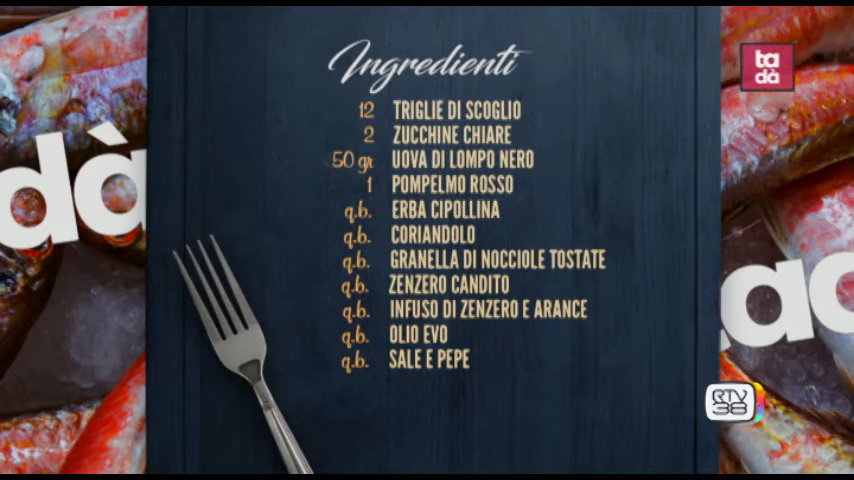 Ingredienti
ta
dà
12 TRIGLIE DI SCOGLIO
2 ZUCCHINE CHIARE
50 gr UOVA DI LOMPO NERO
1 POMPELMO ROSSO
q.b. ERBA CIPOLLINA
q.b. CORIANDOLO
q.b. GRANELLA DI NOCCIOLE TOSTATE
q.b. ZENZERO CANDITO
q.b. INFUSO DI ZENZERO E ARANCE
q.b. OLIO EVO
q.b. SALE E PEPE
dà
RTV
38